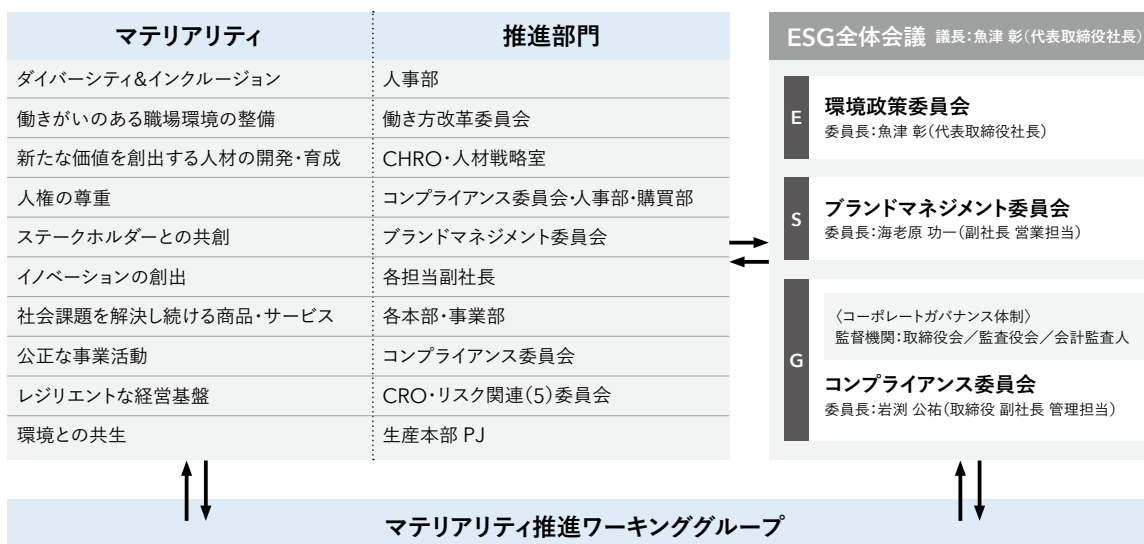 マテリアリティ 推進部門
ダイバーシティ&インクルージョン 人事部
働きがいのある職場環境の整備 働き方改革委員会
新たな価値を創出する人材の開発・育成 CHRO・人材戦略室
人権の尊重 コンプライアンス委員会・人事部・購買部
ステークホルダーとの共創 ブランドマネジメント委員会
イノベーションの創出 各担当副社長
社会課題を解決し続ける商品・サービス 各本部・事業部
公正な事業活動 コンプライアンス委員会
レジリエントな経営基盤 CRO・リスク関連(5)委員会
環境との共生 生産本部 PJ
ESG全体会議 議長:魚津 彰(代表取締役社長)
E
環境政策委員会
委員長:魚津 彰(代表取締役社長)
S
ブランドマネジメント委員会
委員長:海老原 功一(副社長 営業担当)
G
〈コーポレートガバナンス体制〉
監督機関:取締役会／監査役会／会計監査人
コンプライアンス委員会
委員長:岩渕 公祐(取締役 副社長 管理担当)
マテリアリティ推進ワーキンググループ